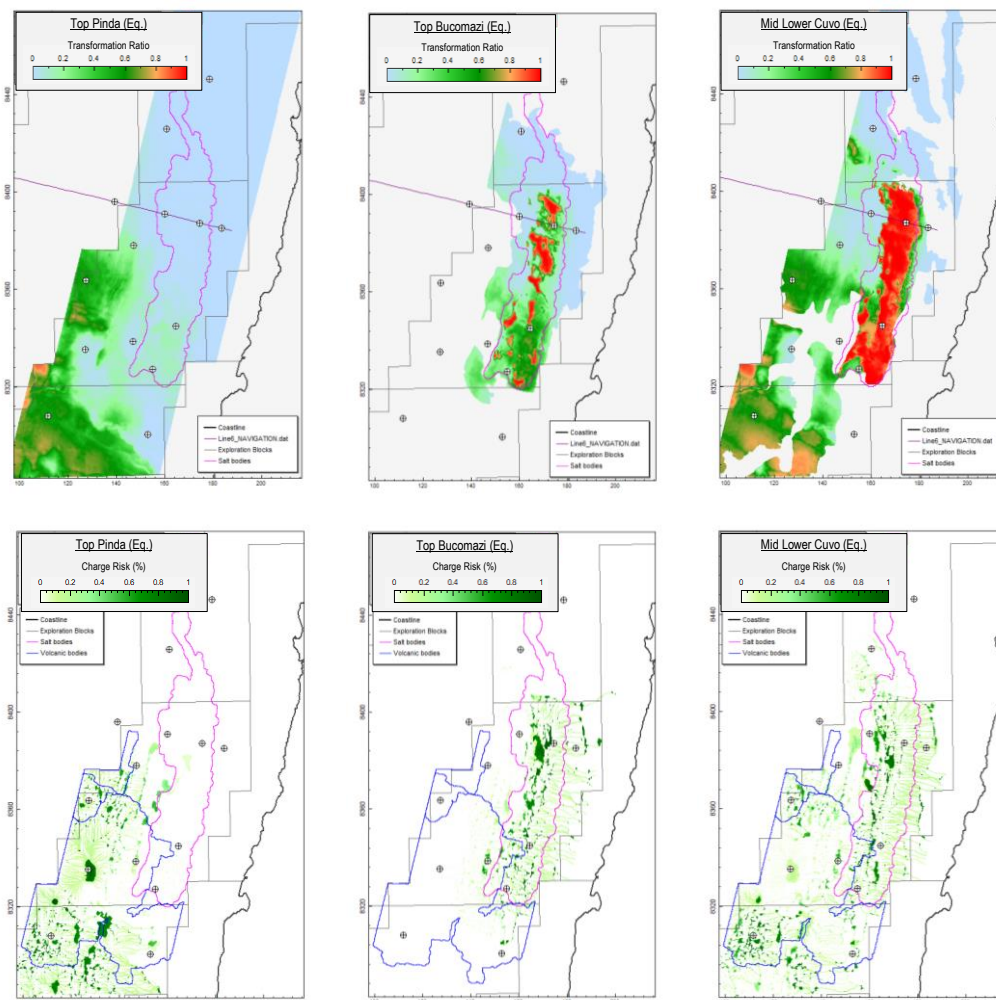 Top Pinda (Eq.)
Transformation Ratio
0 0.2 0.4 0.6 0.8 1
8440
8400
8360
8320
Coastline
Line6_NAVIGATION.dat
Exploration Blocks
Salt bodies
100 120 140 160 180 200
Top Bucomazi (Eq.)
Transformation Ratio
0 0.2 0.4 0.6 0.8 1
8440
8400
8360
8320
Coastline
Line6_NAVIGATION.dat
Exploration Blocks
Salt bodies
100 120 140 160 180 200
Mid Lower Cuvo (Eq.)
Transformation Ratio
0 0.2 0.4 0.6 0.8 1
8440
8400
8360
8320
Coastline
Line6_NAVIGATION.dat
Exploration Blocks
Salt bodies
100 120 140 160 180 200
Top Pinda (Eq.)
Charge Risk (%)
0 0.2 0.4 0.6 0.8 1
Coastline
Exploration Blocks
Salt bodies
Volcanic bodies
8440
8400
8360
8320
Top Bucomazi (Eq.)
Charge Risk (%)
0 0.2 0.4 0.6 0.8 1
Coastline
Exploration Blocks
Salt bodies
Volcanic bodies
8440
8400
8360
8320
Mid Lower Cuvo (Eq.)
Charge Risk (%)
0 0.2 0.4 0.6 0.8 1
Coastline
Exploration Blocks
Salt bodies
Volcanic bodies
8440
8400
8360
8320